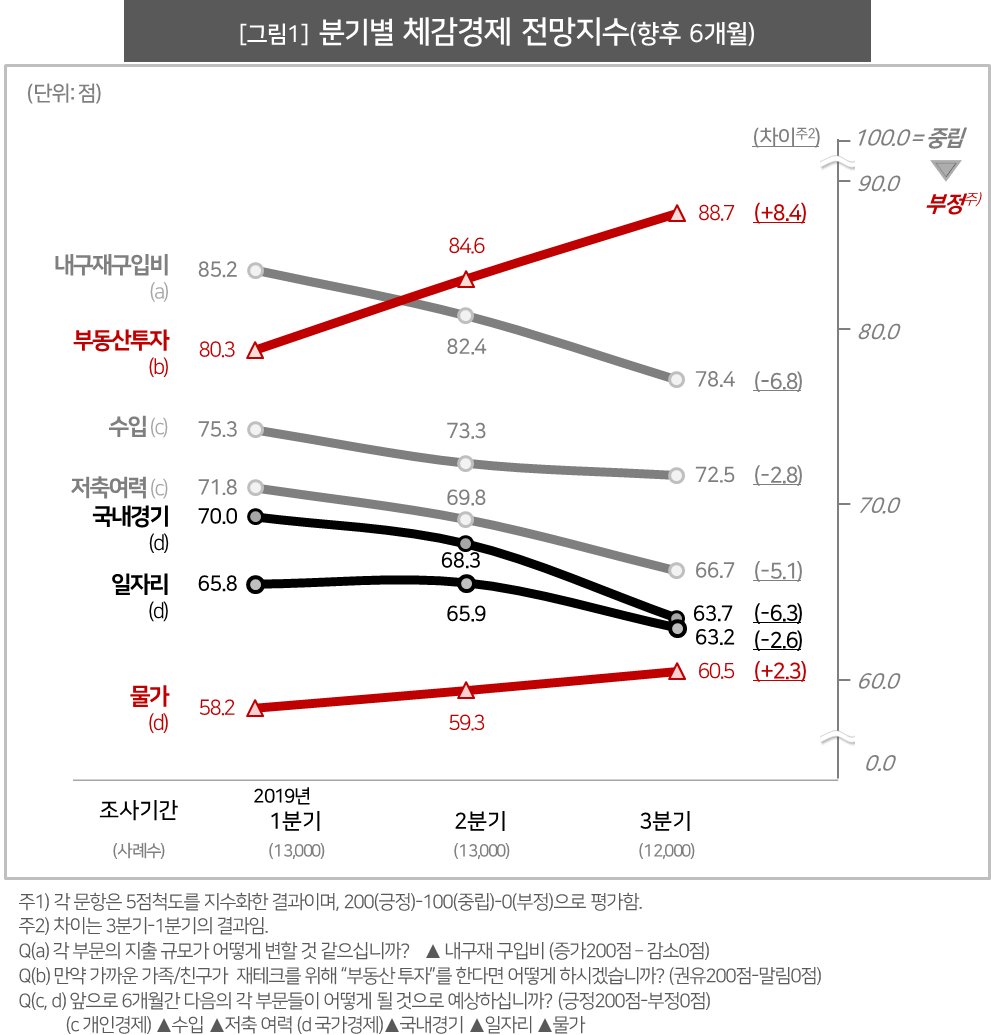 [그림1] 분기별 체감경제 전망지수(향후 6개월)
(단위: 점)
(차이주2)
100.0 = 중립
90.0
부정주)
88.7 (+8.4)
84.6
내구재구입비 85.2
(a)
80.0
부동산투자 80.3
(b)
82.4
78.4 (-6.8)
수입(c) 75.3
73.3
72.5 (-2.8)
저축여력(c) 71.8
69.8
70.0
국내경기 70.0
(d)
68.3
66.7 (-5.1)
일자리 65.8
(d)
65.9
63.7 (-6.3)
63.2 (-2.6)
60.5 (+2.3)
60.0
물가 58.2
(d)
59.3
0.0
조사기간
2019년
1분기
2분기
3분기
(사례수) (13,000) (13,000) (12,000)
주1) 각 문항은 5점척도를 지수화한 결과이며, 200(긍정)-100(중립)-0(부정)으로 평가함.
주2) 차이는 3분기-1분기의 결과임.
Q(a) 각 부문의 지출 규모가 어떻게 변할 것 같으십니까? ▲ 내구재 구입비 (증가200점 – 감소0점)
Q(b) 만약 가까운 가족/친구가 재테크를 위해 “부동산 투자”를 한다면 어떻게 하시겠습니까? (권유200점-말림0점)
Q(c, d) 앞으로 6개월간 다음의 각 부문들이 어떻게 될 것으로 예상하십니까? (긍정200점-부정0점)
(c 개인경제) ▲수입 ▲저축 여력 (d 국가경제)▲국내경기 ▲일자리 ▲물가